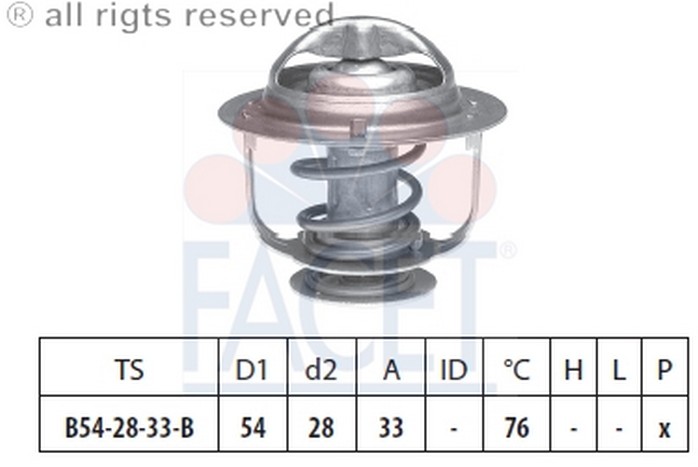 ® all rigts reserved
FACET®
TS D1 d2 A ID °C H L P
B54-28-33-B 54 28 33 - 76 - - x